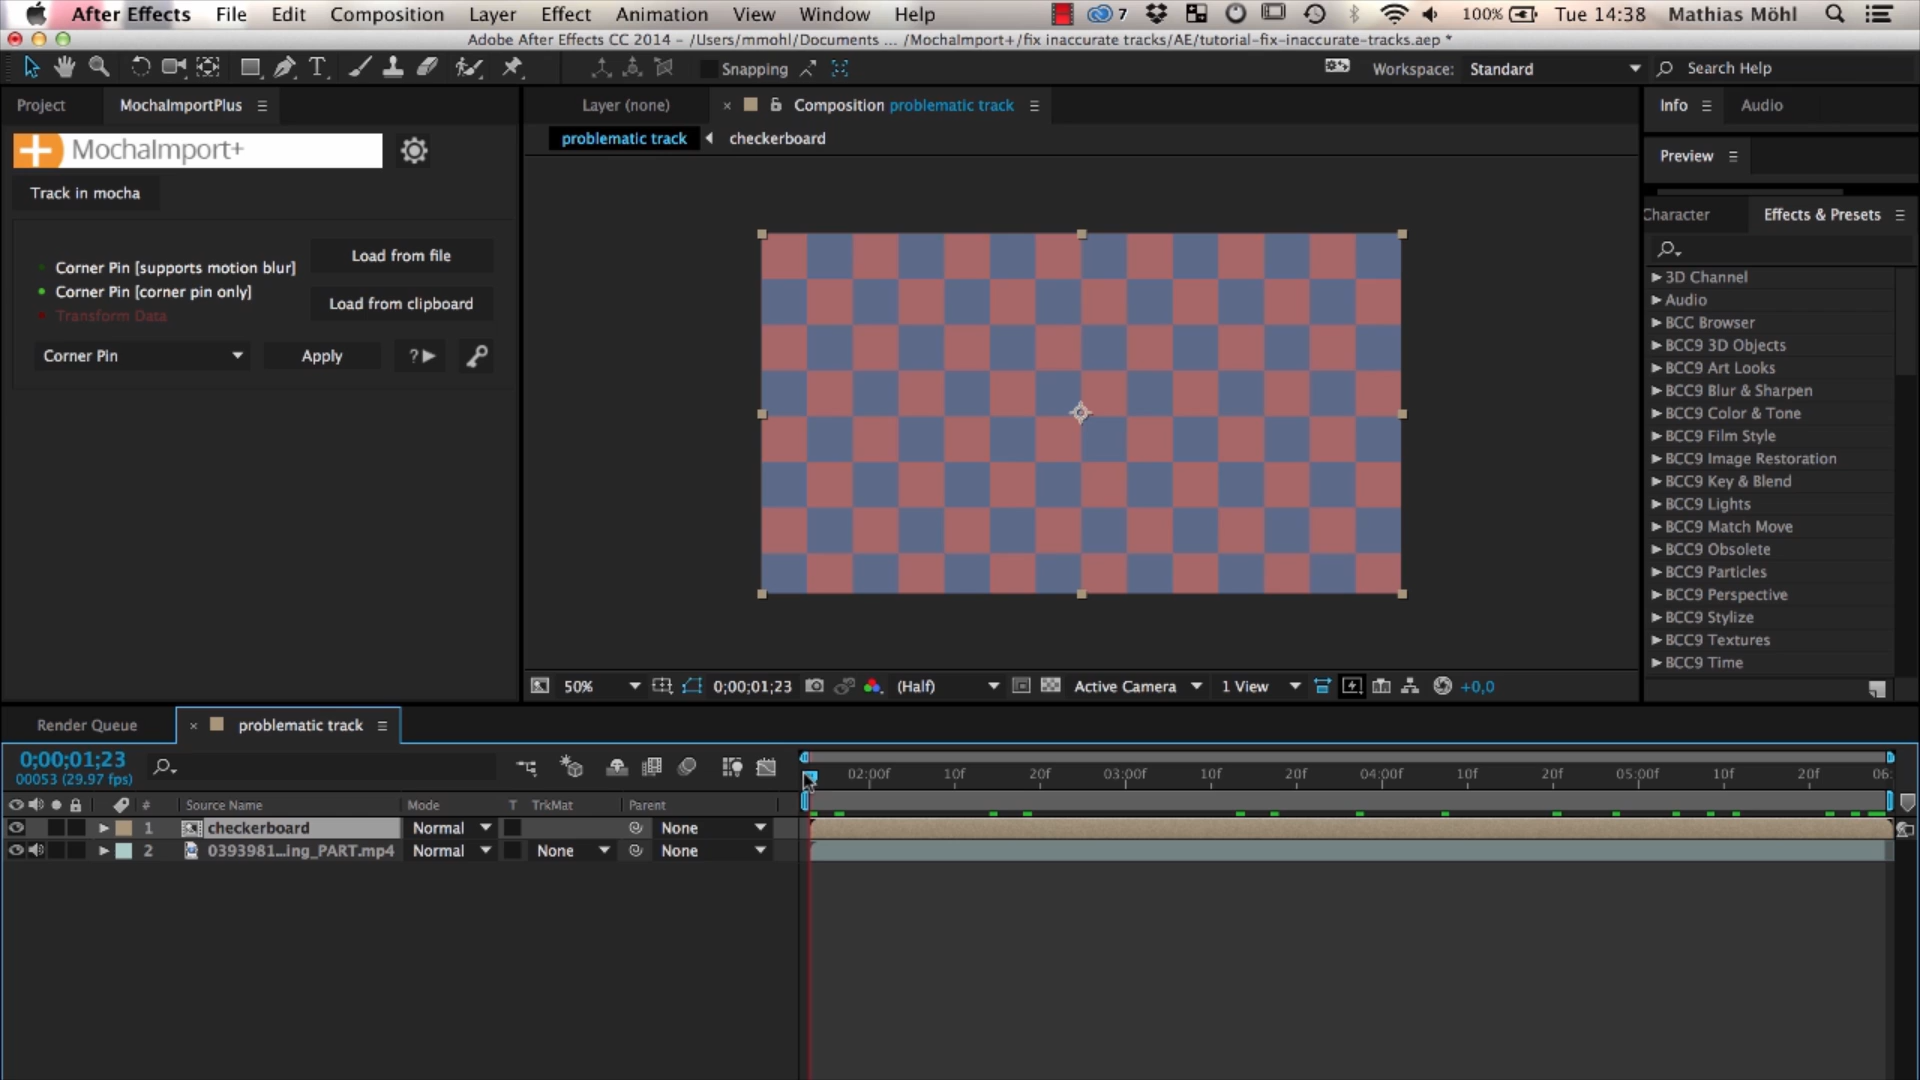 After Effects File Edit Composition Layer Effect Animation View Window Help 7 100% Tue 14:38 Mathias Möhl
Adobe After Effects CC 2014 - /Users/mmohl/Documents ... /MochaImport+/fix inaccurate tracks/AE/tutorial-fix-inaccurate-tracks.aep *
Snapping Workspace: Standard Search Help
Project MochaImportPlus Layer (none) Composition problematic track Info Audio
problematic track checkerboard
MochaImport+
Preview
Track in mocha
Character Effects & Presets
Load from file
Corner Pin [supports motion blur]
Corner Pin [corner pin only]
Load from clipboard
Transform Data
Corner Pin Apply ?
3D Channel
Audio
BCC Browser
BCC9 3D Objects
BCC9 Art Looks
BCC9 Blur & Sharpen
BCC9 Color & Tone
BCC9 Film Style
BCC9 Image Restoration
BCC9 Key & Blend
BCC9 Lights
BCC9 Match Move
BCC9 Obsolete
BCC9 Particles
BCC9 Perspective
BCC9 Stylize
BCC9 Textures
BCC9 Time
50% 0;00;01;23 (Half) Active Camera 1 View +0,0
Render Queue problematic track
0;00;01;23
00053 (29.97 fps)
02:00f 10f 20f 03:00f 10f 20f 04:00f 10f 20f 05:00f 10f 20f 06:
# Source Name Mode T TrkMat Parent
1 checkerboard Normal None
2 0393981...ing_PART.mp4 Normal None None